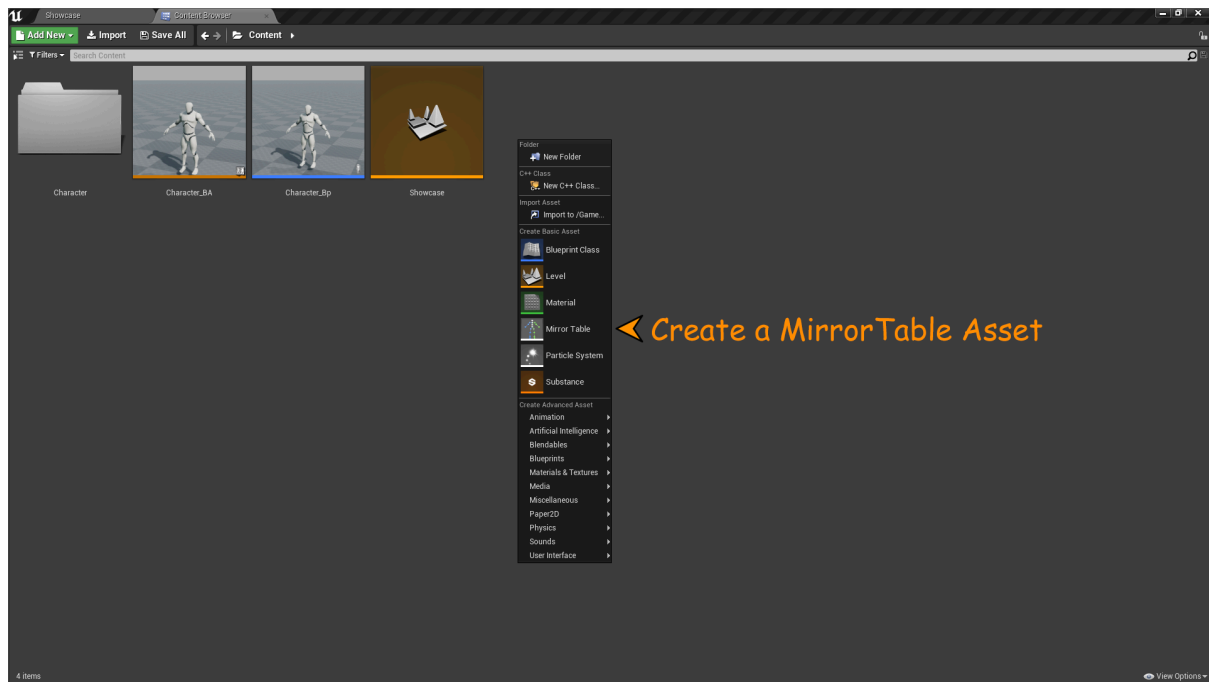 Showcase
Content Browser
Add New
Import
Save All
Content
Filters
Search Content
Character
Character_BA
Character_Bp
Showcase
Folder
New Folder
C++ Class
New C++ Class...
Import Asset
Import to /Game...
Create Basic Asset
Blueprint Class
Level
Material
Mirror Table
Create a MirrorTable Asset
Particle System
Substance
Create Advanced Asset
Animation
Artificial Intelligence
Blendables
Blueprints
Materials & Textures
Media
Miscellaneous
Paper2D
Physics
Sounds
User Interface
4 items
View Options